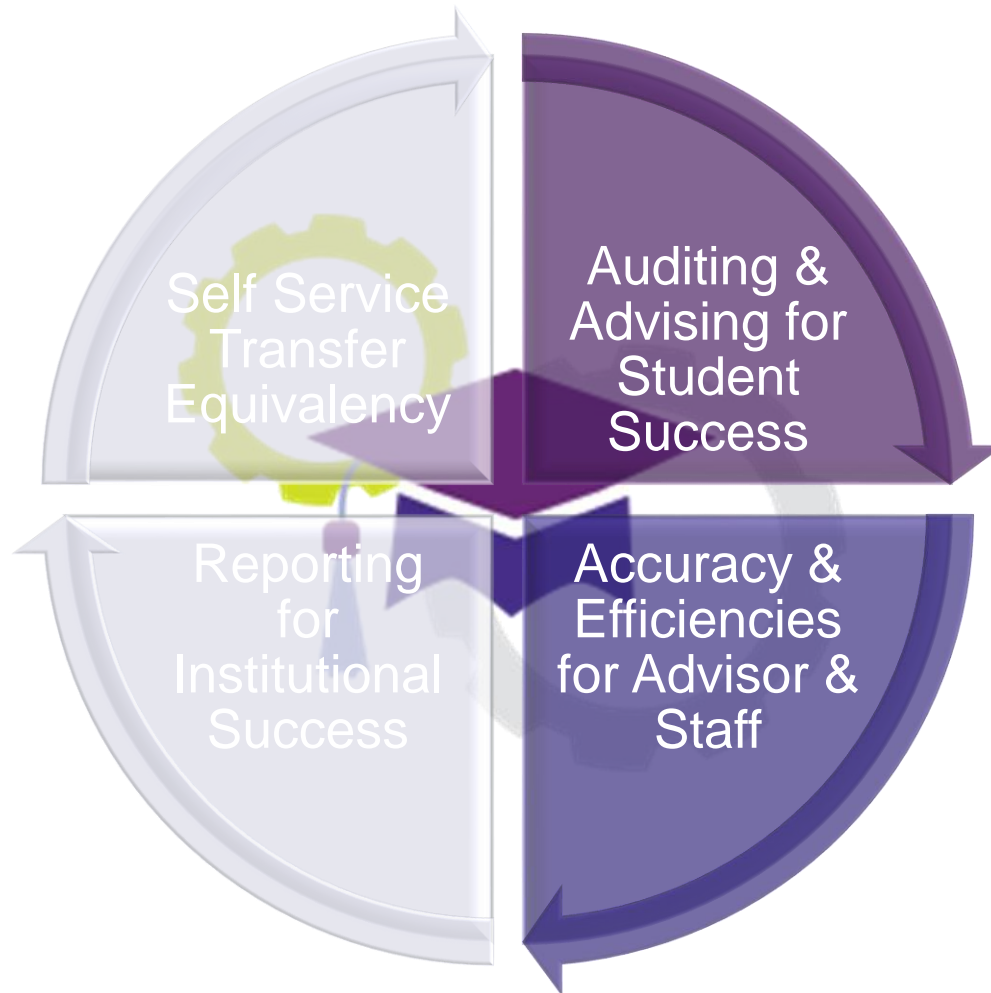 Self Service
Transfer
Equivalency
Auditing &
Advising for
Student
Success
Reporting
for
Institutional
Success
Accuracy &
Efficiencies
for Advisor &
Staff